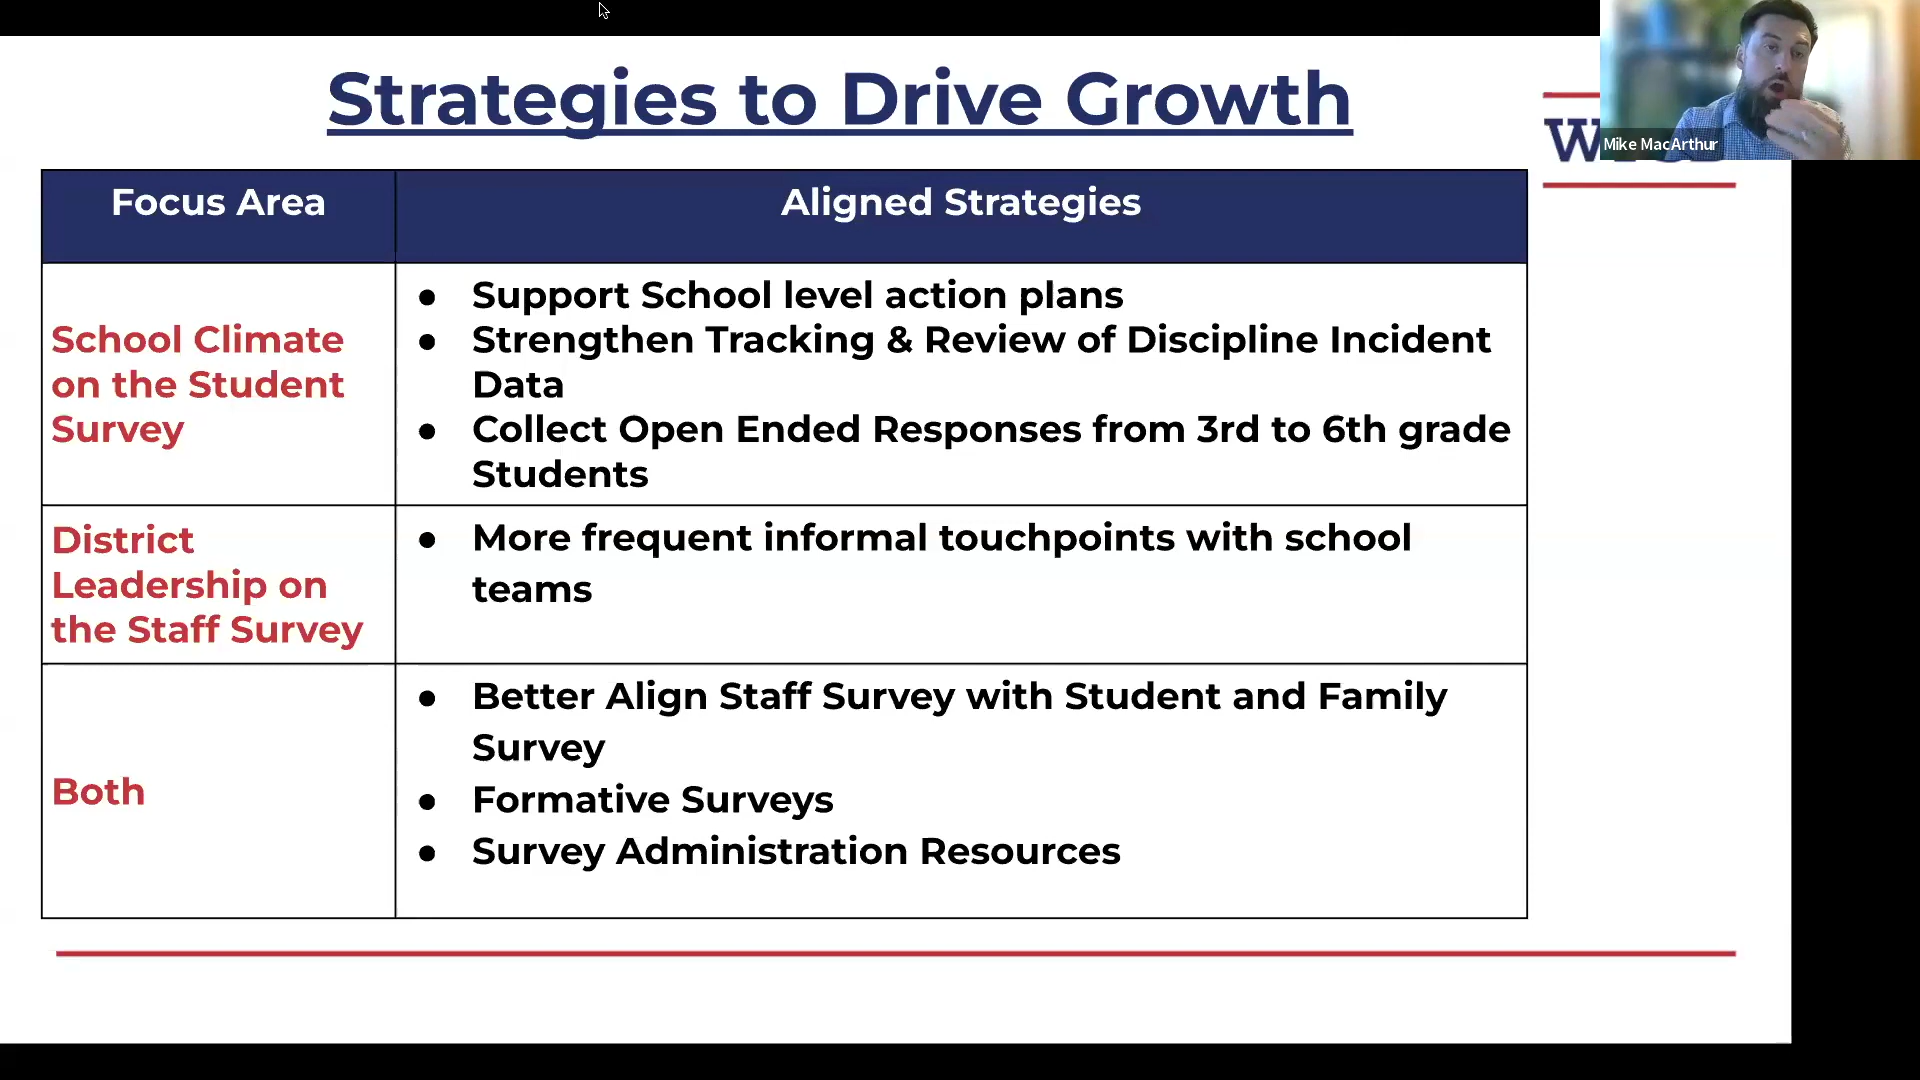 Strategies to Drive Growth
Mike MacArthur
Focus Area
Aligned Strategies
School Climate
on the Student
Survey
● Support School level action plans
● Strengthen Tracking & Review of Discipline Incident
Data
● Collect Open Ended Responses from 3rd to 6th grade
Students
District
Leadership on
the Staff Survey
● More frequent informal touchpoints with school
teams
Both
● Better Align Staff Survey with Student and Family
Survey
● Formative Surveys
● Survey Administration Resources